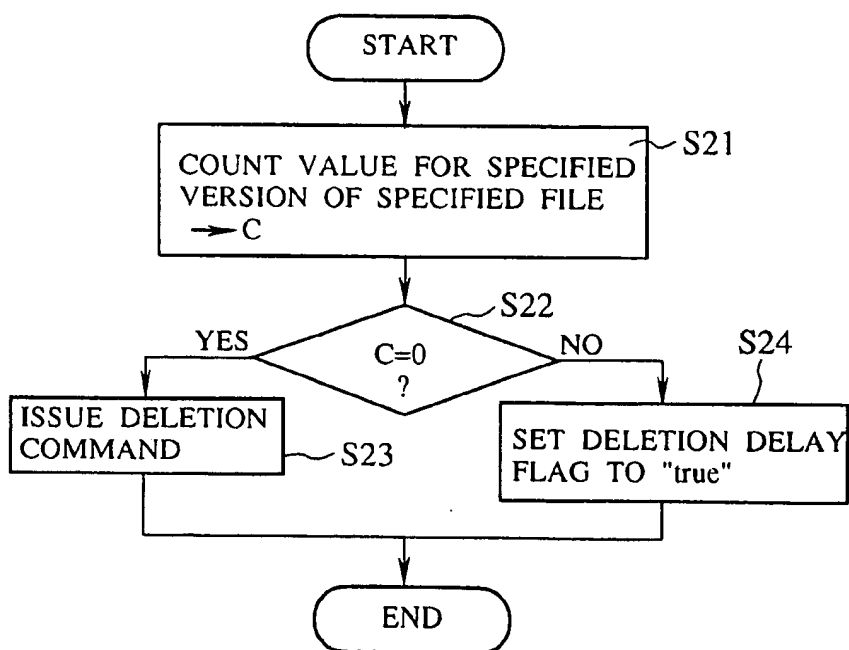 START
S21
COUNT VALUE FOR SPECIFIED
VERSION OF SPECIFIED FILE
→ C
S22
YES
C=0
?
NO
S24
ISSUE DELETION
COMMAND
S23
SET DELETION DELAY
FLAG TO "true"
END